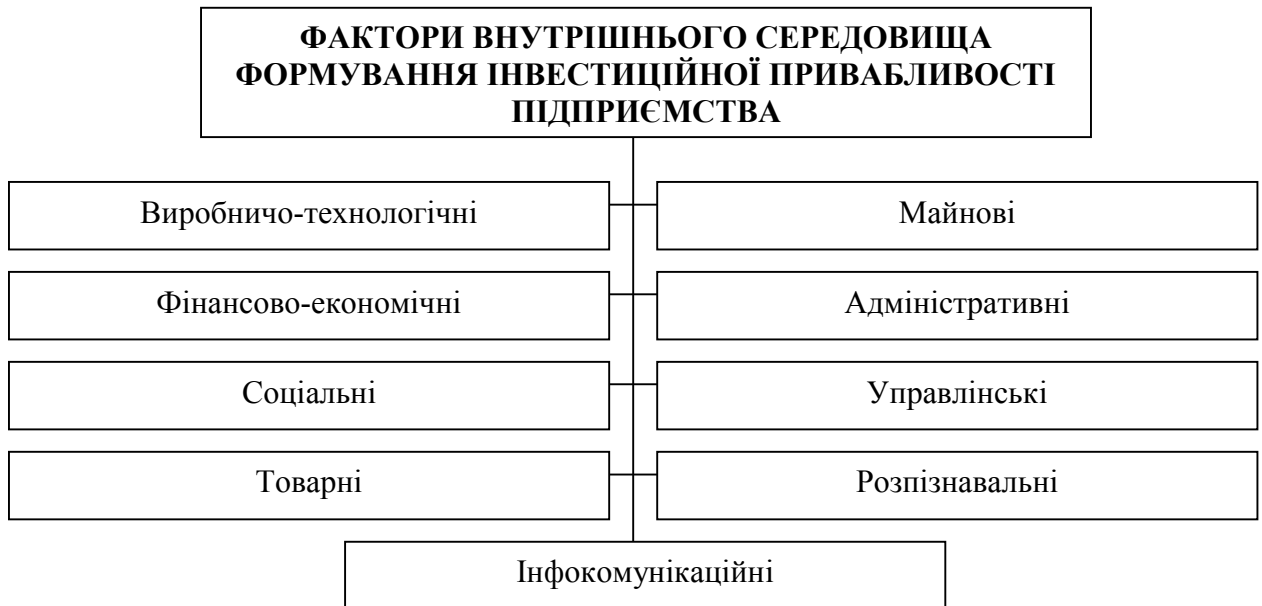 ФАКТОРИ ВНУТРІШНЬОГО СЕРЕДОВИЩА
ФОРМУВАННЯ ІНВЕСТИЦІЙНОЇ ПРИВАБЛИВОСТІ
ПІДПРИЄМСТВА
Виробничо-технологічні
Майнові
Фінансово-економічні
Адміністративні
Соціальні
Управлінські
Товарні
Розпізнавальні
Інфокомунікаційні